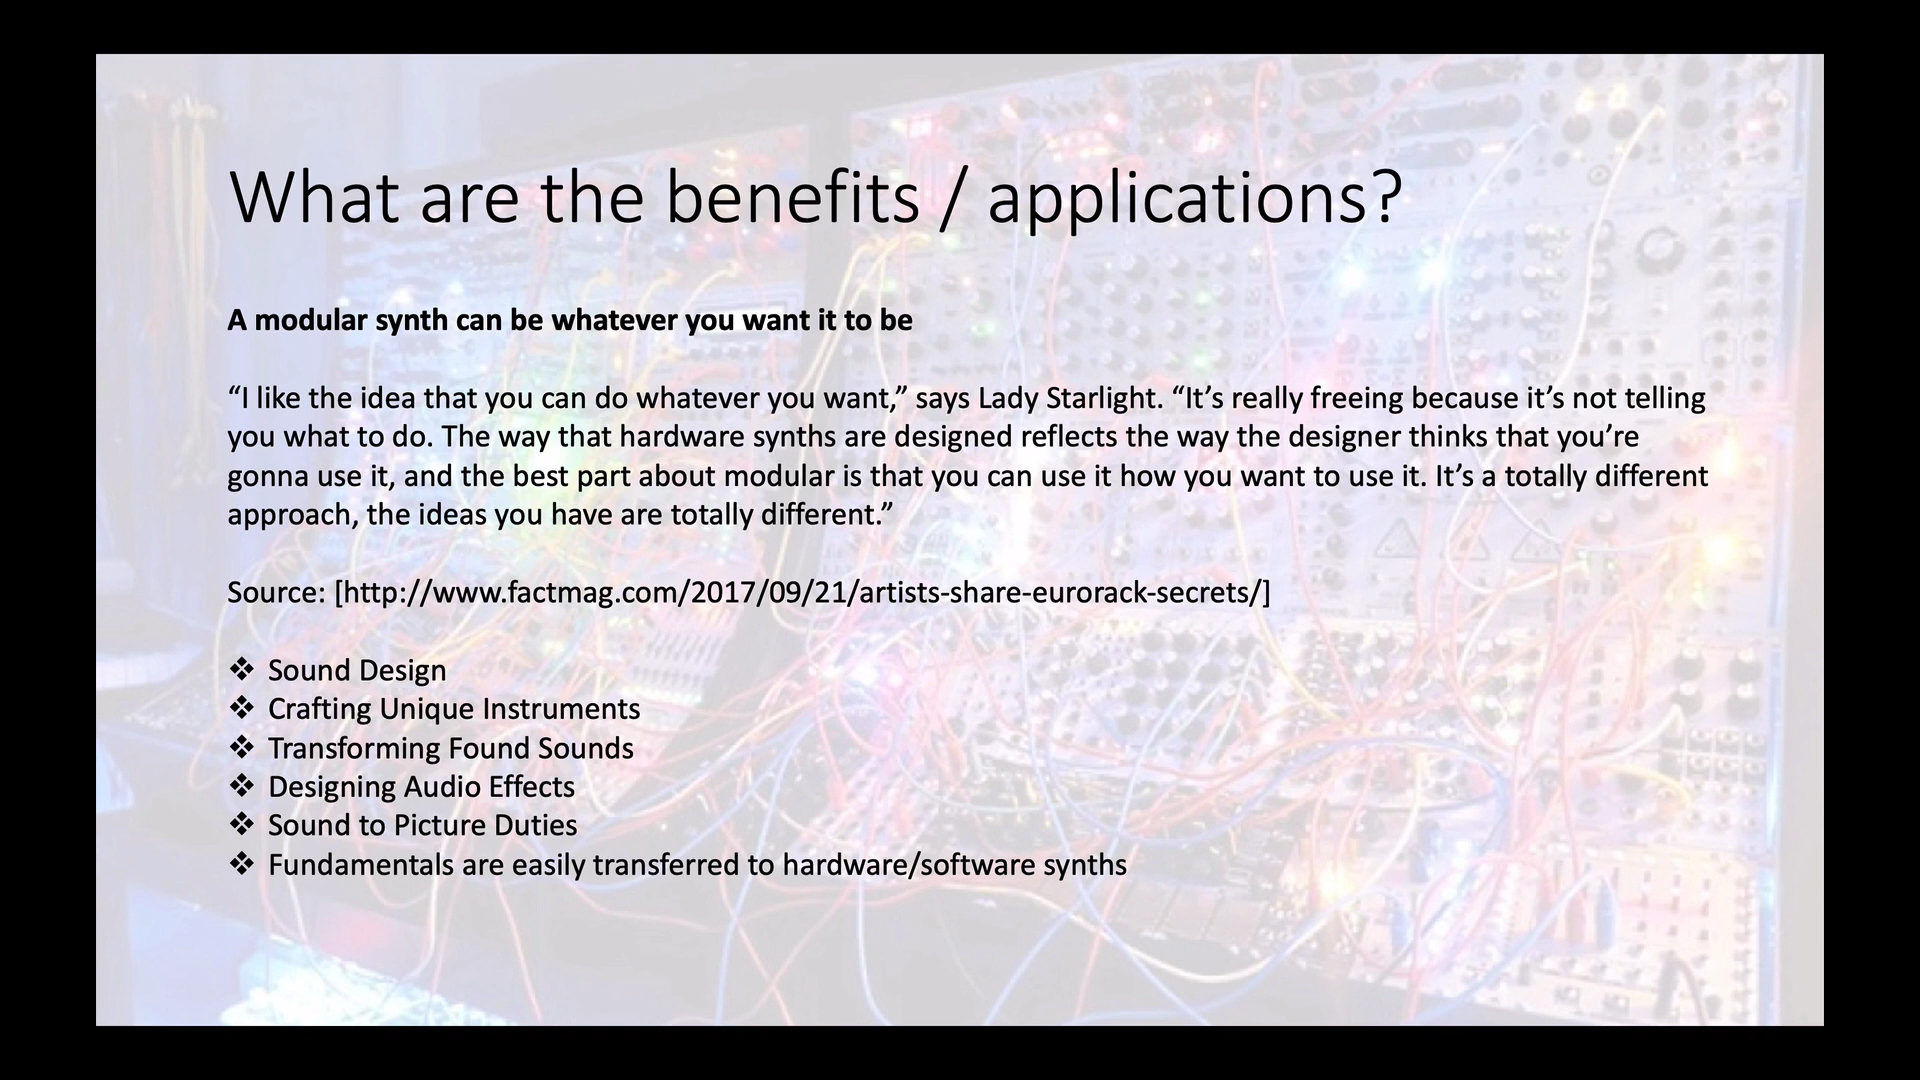 What are the benefits / applications?
A modular synth can be whatever you want it to be
“I like the idea that you can do whatever you want,” says Lady Starlight. “It’s really freeing because it’s not telling
you what to do. The way that hardware synths are designed reflects the way the designer thinks that you’re
gonna use it, and the best part about modular is that you can use it how you want to use it. It’s a totally different
approach, the ideas you have are totally different.”
Source: [http://www.factmag.com/2017/09/21/artists-share-eurorack-secrets/]
❖ Sound Design
❖ Crafting Unique Instruments
❖ Transforming Found Sounds
❖ Designing Audio Effects
❖ Sound to Picture Duties
❖ Fundamentals are easily transferred to hardware/software synths